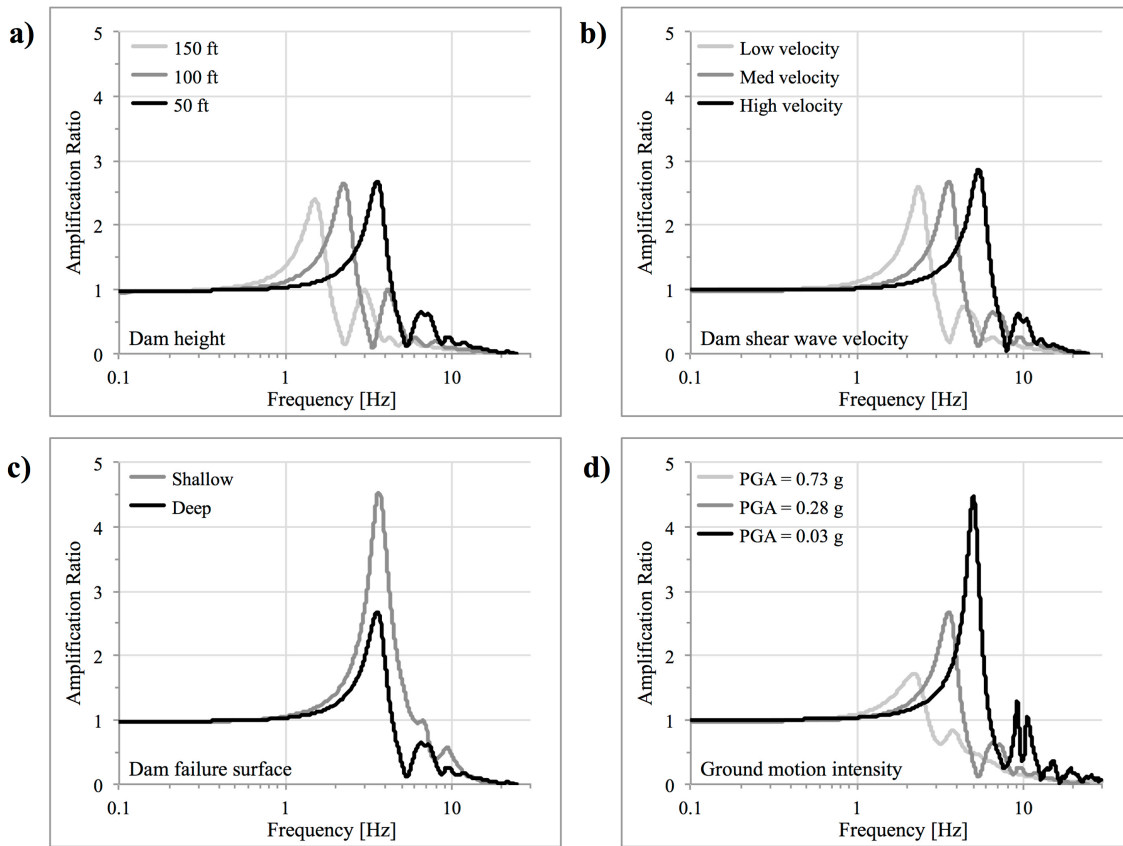 a)
5
4
3
2
1
0
Amplification Ratio
150 ft
100 ft
50 ft
Dam height
0.1 1 10
Frequency [Hz]
b)
5
4
3
2
1
0
Amplification Ratio
Low velocity
Med velocity
High velocity
Dam shear wave velocity
0.1 1 10
Frequency [Hz]
c)
5
4
3
2
1
0
Amplification Ratio
Shallow
Deep
Dam failure surface
0.1 1 10
Frequency [Hz]
d)
5
4
3
2
1
0
Amplification Ratio
PGA = 0.73 g
PGA = 0.28 g
PGA = 0.03 g
Ground motion intensity
0.1 1 10
Frequency [Hz]